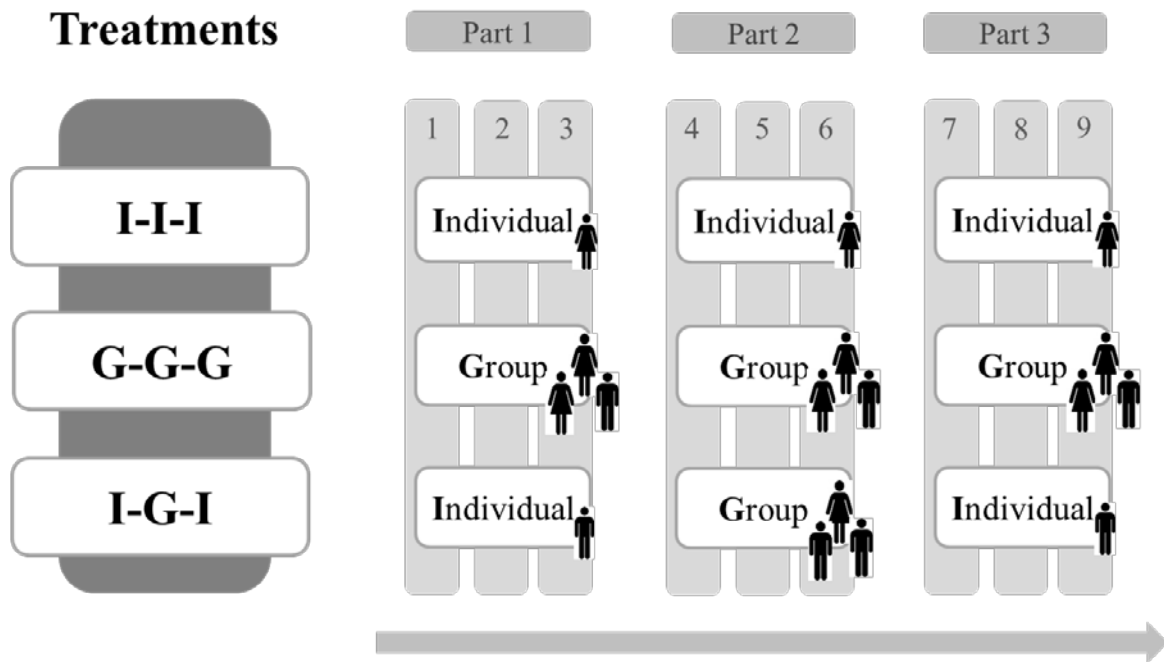 Treatments
Part 1
Part 2
Part 3
1 2 3
4 5 6
7 8 9
I-I-I
Individual
Individual
Individual
G-G-G
Group
Group
Group
I-G-I
Individual
Group
Individual